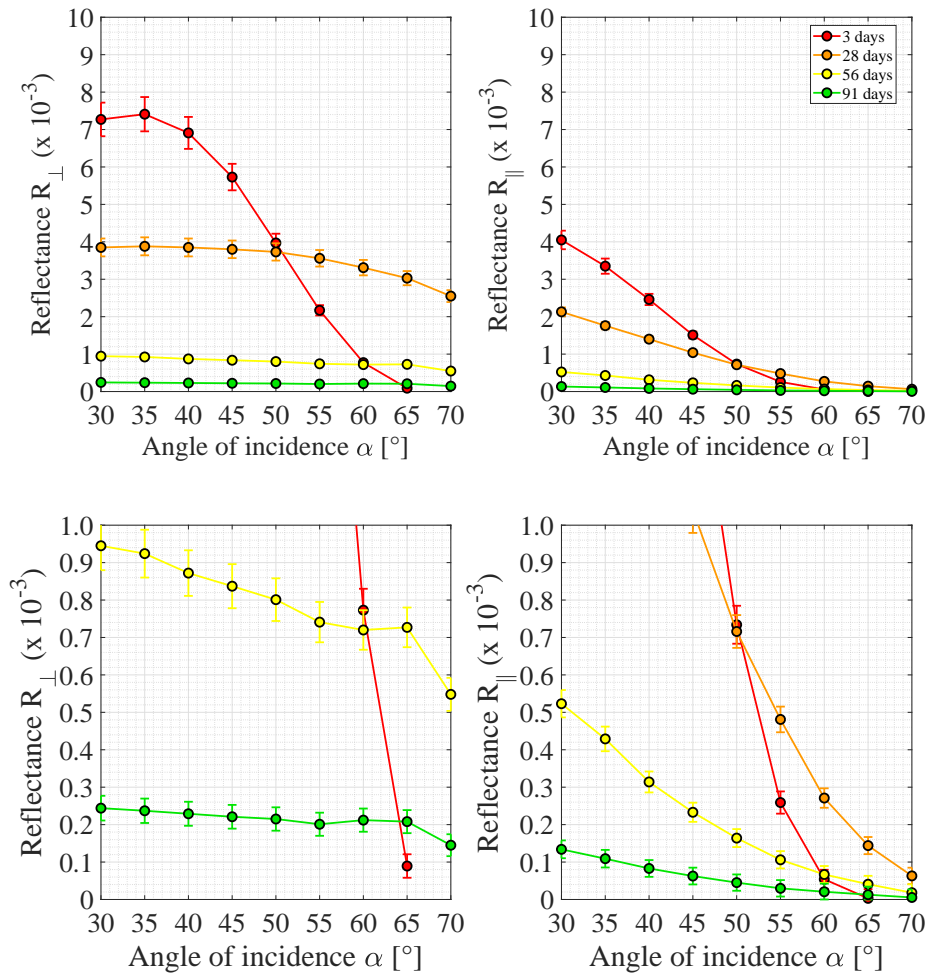 Reflectance R⊥ (x 10⁻³)
10
9
8
7
6
5
4
3
2
1
0
30 35 40 45 50 55 60 65 70
Angle of incidence α [°]
Reflectance R∥ (x 10⁻³)
10
9
8
7
6
5
4
3
2
1
0
3 days
28 days
56 days
91 days
30 35 40 45 50 55 60 65 70
Angle of incidence α [°]
Reflectance R⊥ (x 10⁻³)
1.0
0.9
0.8
0.7
0.6
0.5
0.4
0.3
0.2
0.1
0
30 35 40 45 50 55 60 65 70
Angle of incidence α [°]
Reflectance R∥ (x 10⁻³)
1.0
0.9
0.8
0.7
0.6
0.5
0.4
0.3
0.2
0.1
0
30 35 40 45 50 55 60 65 70
Angle of incidence α [°]